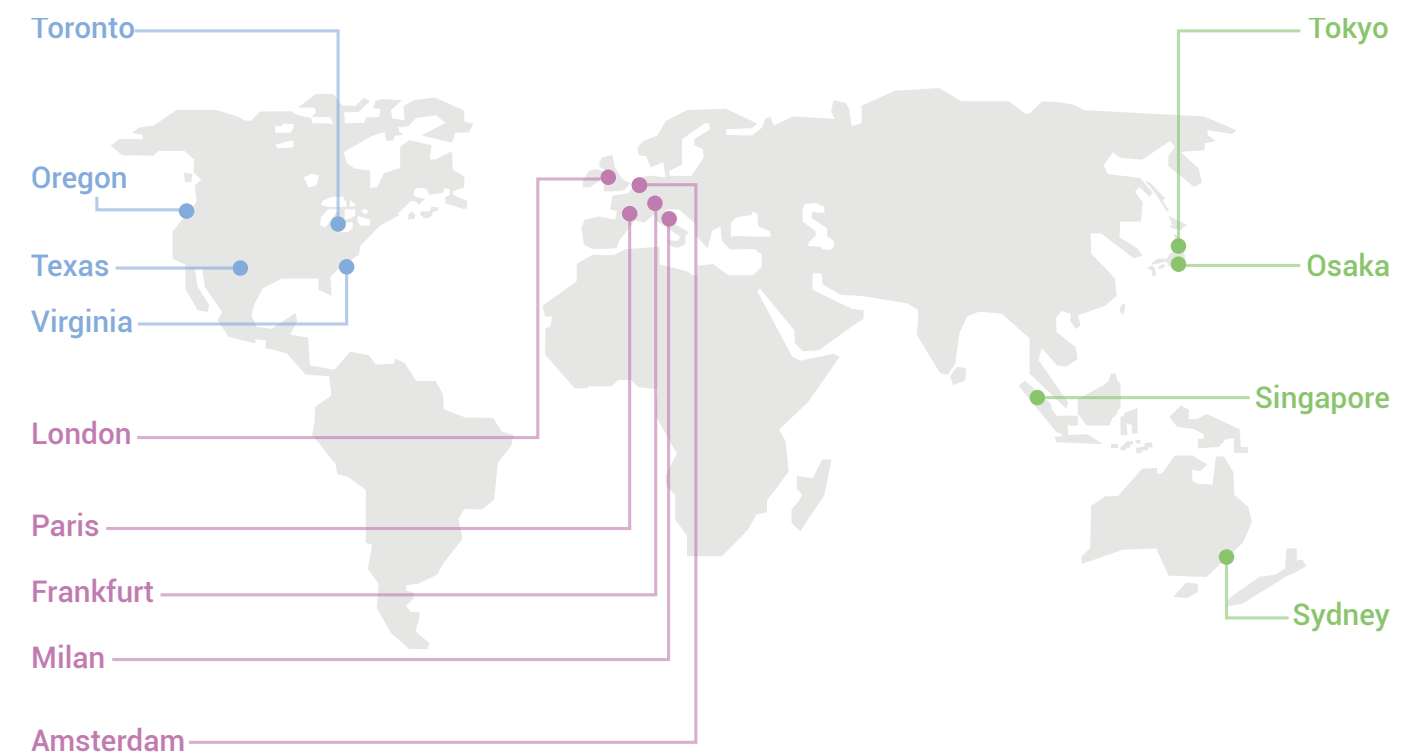 Toronto
Tokyo
Oregon
Texas
Osaka
Virginia
Singapore
London
Paris
Frankfurt
Sydney
Milan
Amsterdam